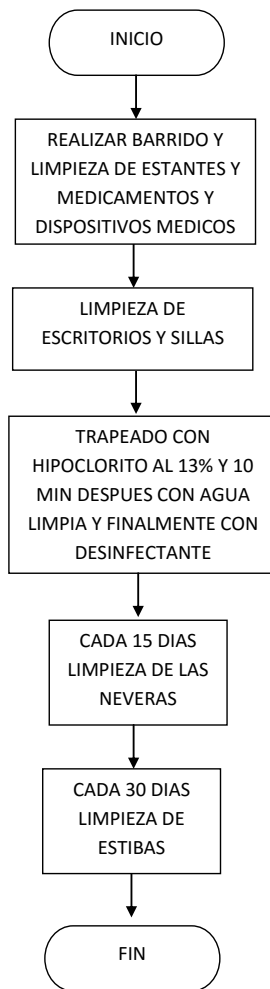 INICIO
REALIZAR BARRIDO Y
LIMPIEZA DE ESTANTES Y
MEDICAMENTOS Y
DISPOSITIVOS MEDICOS
LIMPIEZA DE
ESCRITORIOS Y SILLAS
TRAPEADO CON
HIPOCLORITO AL 13% Y 10
MIN DESPUES CON AGUA
LIMPIA Y FINALMENTE CON
DESINFECTANTE
CADA 15 DIAS
LIMPIEZA DE LAS
NEVERAS
CADA 30 DIAS
LIMPIEZA DE
ESTIBAS
FIN